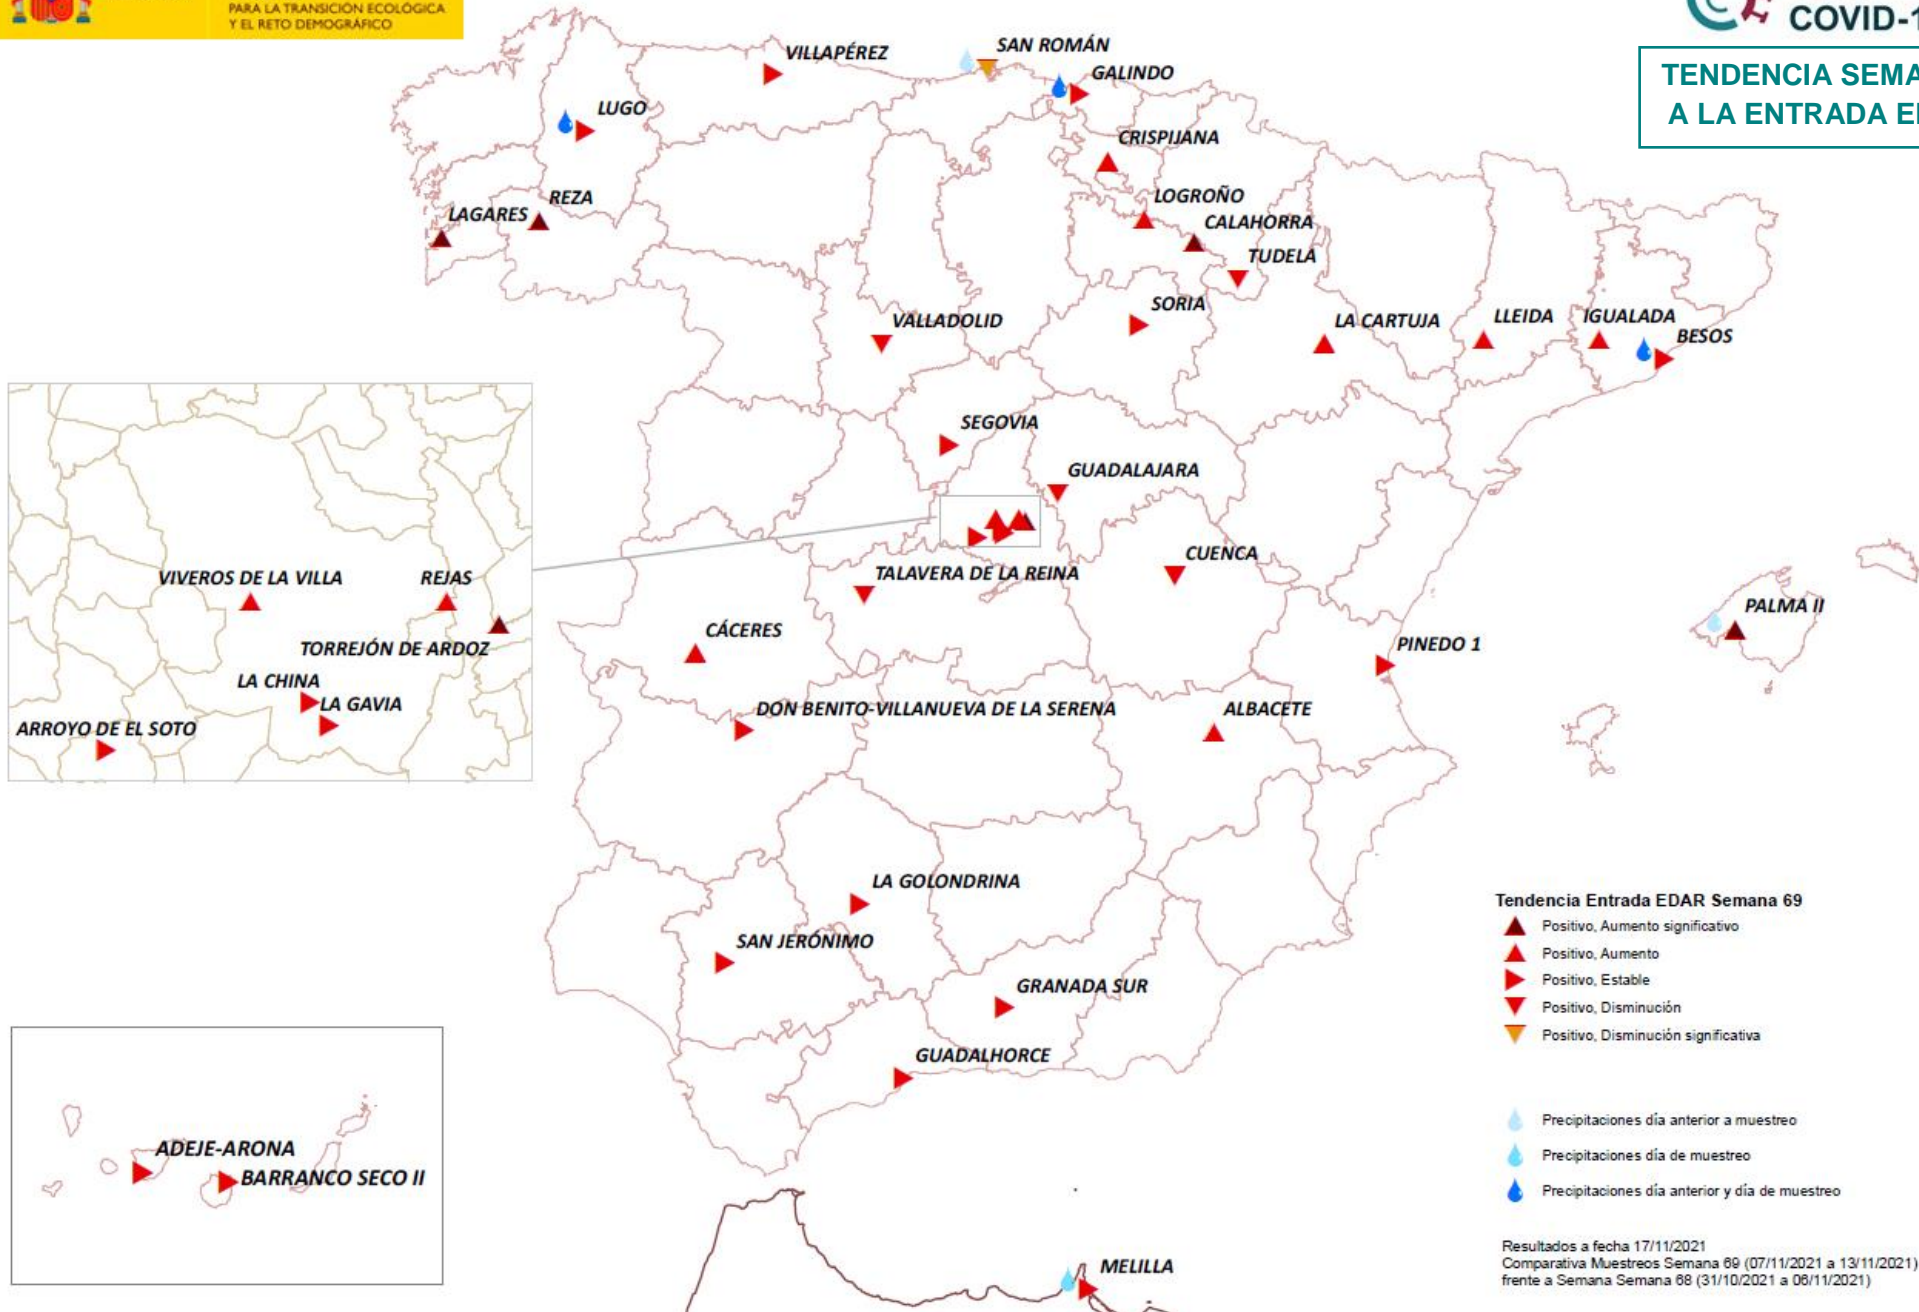 PARA LA TRANSICIÓN ECOLÓGICA
Y EL RETO DEMOGRÁFICO
COVID-1
TENDENCIA SEMA
A LA ENTRADA E
VILLAPÉREZ
SAN ROMÁN
GALINDO
LUGO
CRISPIJANA
REZA
LAGARES
LOGROÑO
CALAHORRA
TUDELA
SORIA
VALLADOLID
LA CARTUJA
LLEIDA
IGUALADA
BESOS
SEGOVIA
GUADALAJARA
CUENCA
TALAVERA DE LA REINA
VIVEROS DE LA VILLA
REJAS
TORREJÓN DE ARDOZ
LA CHINA
LA GAVIA
ARROYO DE EL SOTO
CÁCERES
PALMA II
PINEDO 1
DON BENITO-VILLANUEVA DE LA SERENA
ALBACETE
LA GOLONDRINA
SAN JERÓNIMO
GRANADA SUR
GUADALHORCE
ADEJE-ARONA
BARRANCO SECO II
MELILLA
Tendencia Entrada EDAR Semana 69
Positivo, Aumento significativo
Positivo, Aumento
Positivo, Estable
Positivo, Disminución
Positivo, Disminución significativa
Precipitaciones día anterior a muestreo
Precipitaciones día de muestreo
Precipitaciones día anterior y día de muestreo
Resultados a fecha 17/11/2021
Comparativa Muestreos Semana 69 (07/11/2021 a 13/11/2021)
frente a Semana Semana 68 (31/10/2021 a 06/11/2021)